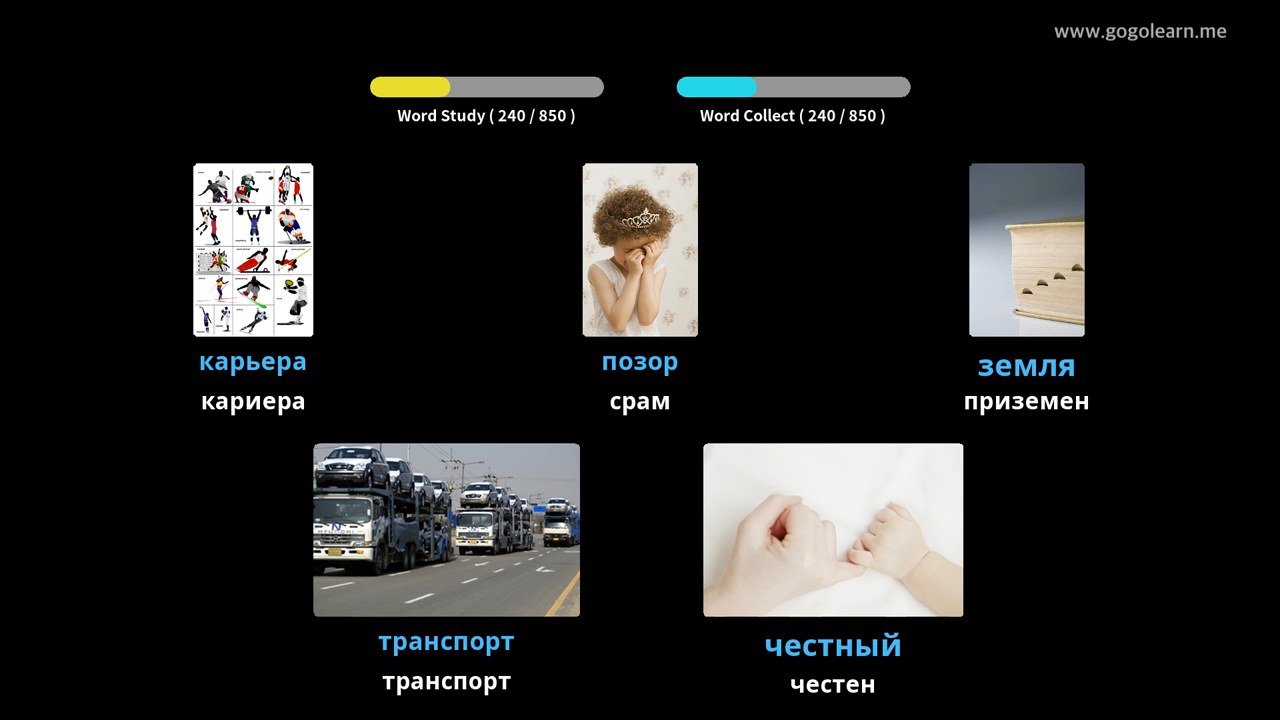 www.gogolearn.me
Word Study ( 240 / 850 )
Word Collect ( 240 / 850 )
карьера
кариера
позор
срам
земля
приземен
транспорт
транспорт
честный
честен